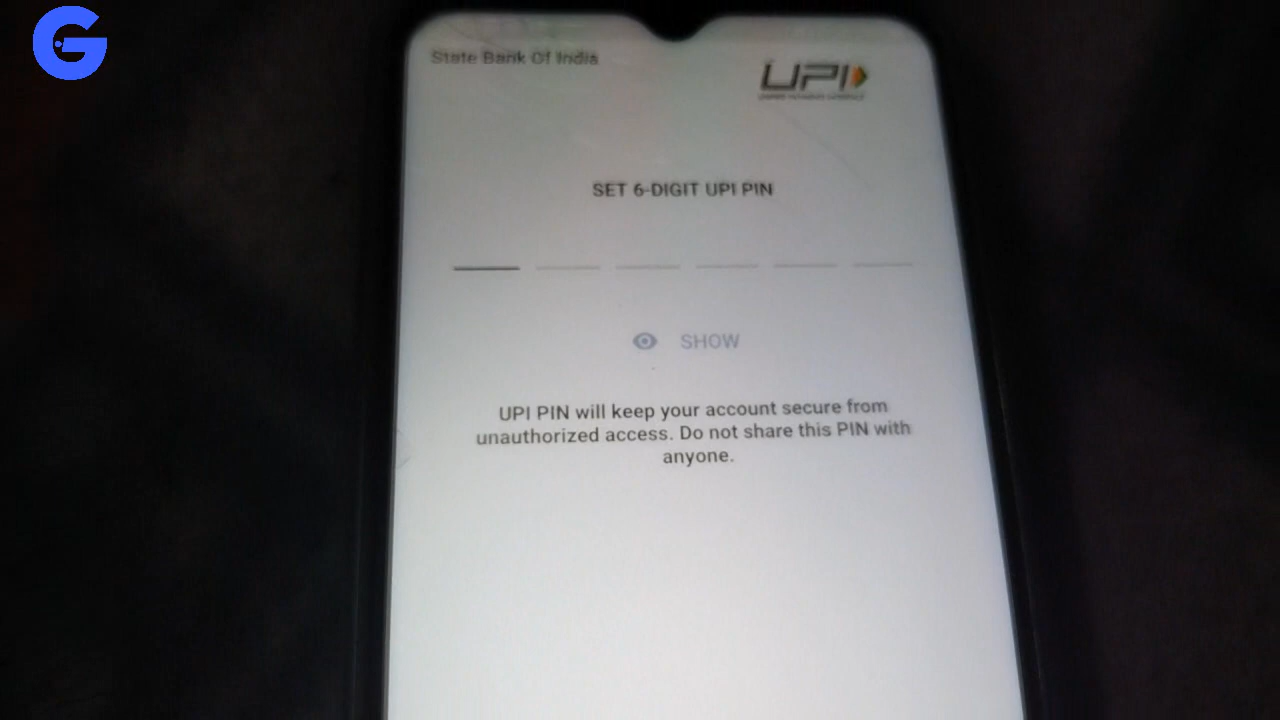 State Bank Of India
UPI
SET 6-DIGIT UPI PIN
SHOW
UPI PIN will keep your account secure from
unauthorized access. Do not share this PIN with
anyone.